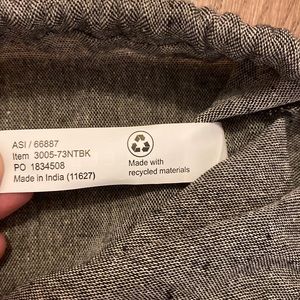 ASI / 66887
Item 3005-73NTBK
PO 1834508
Made in India (11627)
Made with
recycled materials